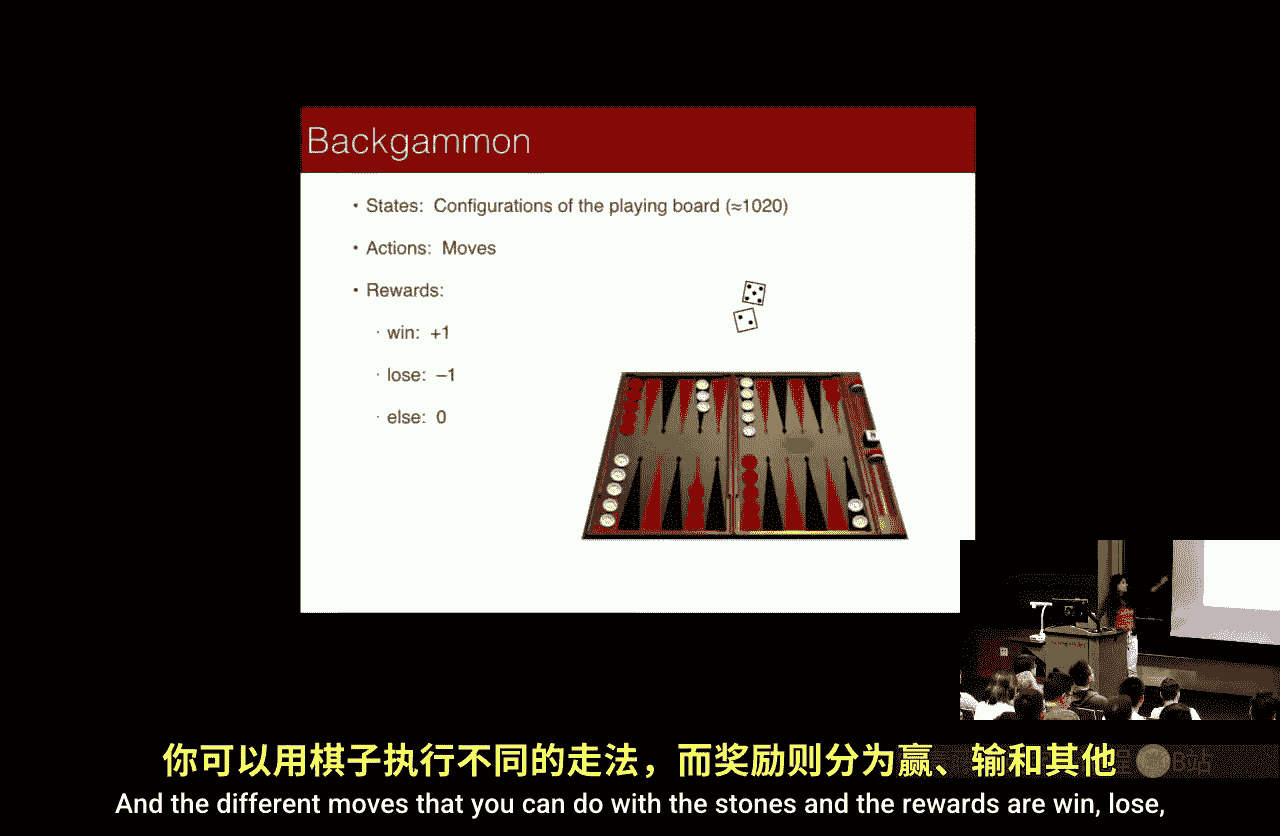 Backgammon
• States: Configurations of the playing board (≈1020)
• Actions: Moves
• Rewards:
· win: +1
· lose: –1
· else: 0
你可以用棋子执行不同的走法，而奖励则分为赢、输和其他
B站
And the different moves that you can do with the stones and the rewards are win, lose,